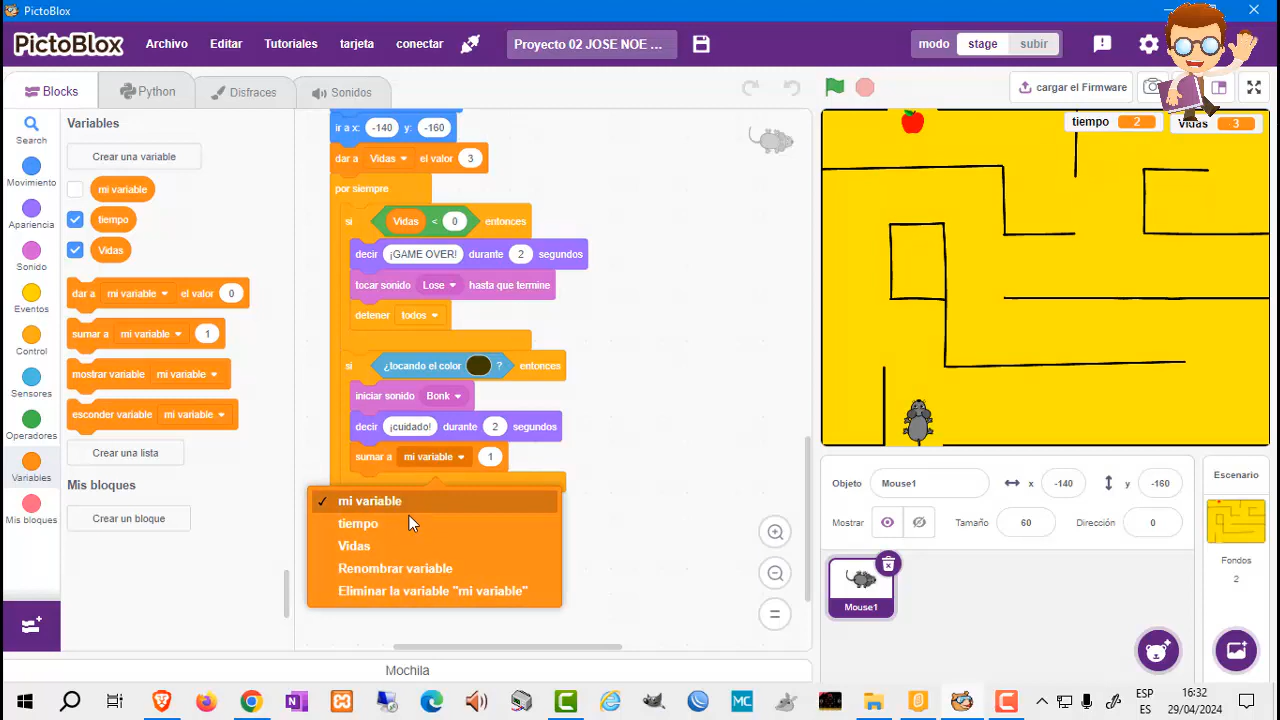 PictoBlox
PictoBlox Archivo Editar Tutoriales tarjeta conectar Proyecto 02 JOSE NOE ... modo stage subir
Blocks Python Disfraces Sonidos cargar el Firmware
Search
Movimiento
Apariencia
Sonido
Eventos
Control
Sensores
Operadores
Variables
Mis bloques
Variables
Crear una variable
mi variable
tiempo
Vidas
dar a mi variable el valor 0
sumar a mi variable 1
mostrar variable mi variable
esconder variable mi variable
Crear una lista
Mis bloques
Crear un bloque
ir a x: -140 y: -160
dar a Vidas el valor 3
por siempre
si Vidas < 0 entonces
decir ¡GAME OVER! durante 2 segundos
tocar sonido Lose hasta que termine
detener todos
si ¿tocando el color ? entonces
iniciar sonido Bonk
decir ¡cuidado! durante 2 segundos
sumar a mi variable 1
✓ mi variable
tiempo
Vidas
Renombrar variable
Eliminar la variable "mi variable"
Mochila
tiempo 2 Vidas 3
Objeto Mouse1 x -140 y -160
Mostrar Tamaño 60 Dirección 0
Mouse1
Escenario
Fondos
2
N MC
ESP
ES
16:32
29/04/2024